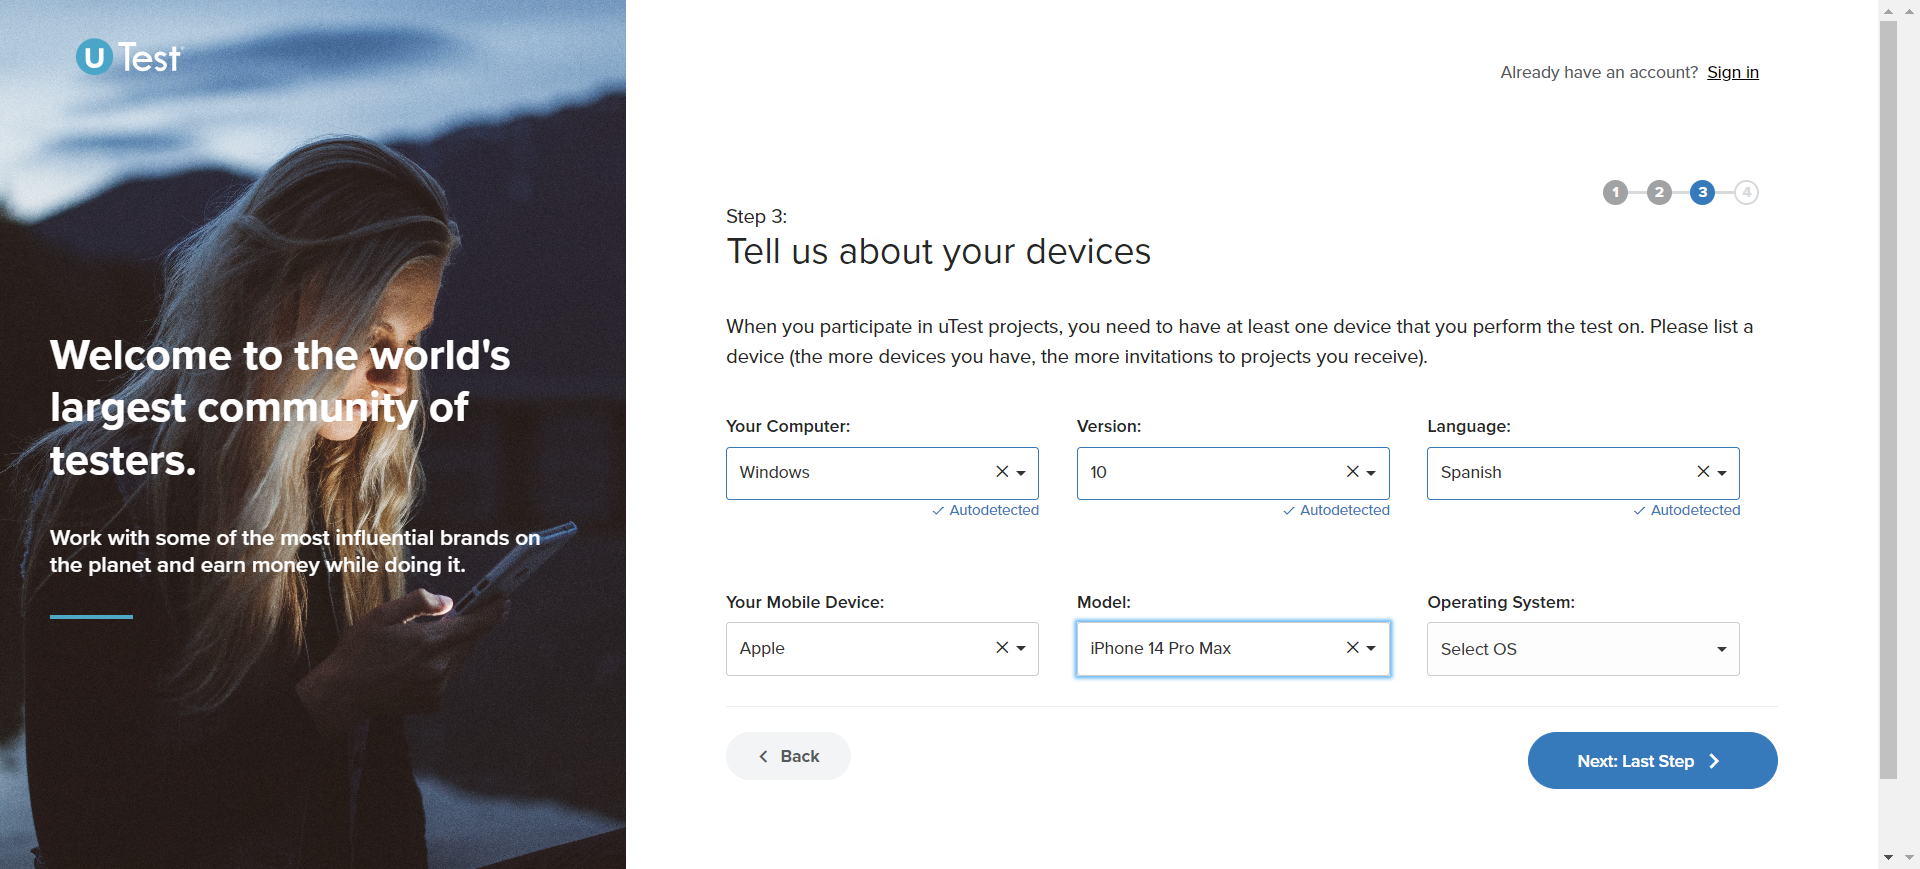 U Test
Already have an account? Sign in
1 2 3 4
Step 3:
Tell us about your devices
When you participate in uTest projects, you need to have at least one device that you perform the test on. Please list a
device (the more devices you have, the more invitations to projects you receive).
Welcome to the world's
largest community of
testers.
Work with some of the most influential brands on
the planet and earn money while doing it.
Your Computer: Version: Language:
Windows 10 Spanish
Autodetected Autodetected Autodetected
Your Mobile Device: Model: Operating System:
Apple iPhone 14 Pro Max Select OS
Back Next: Last Step